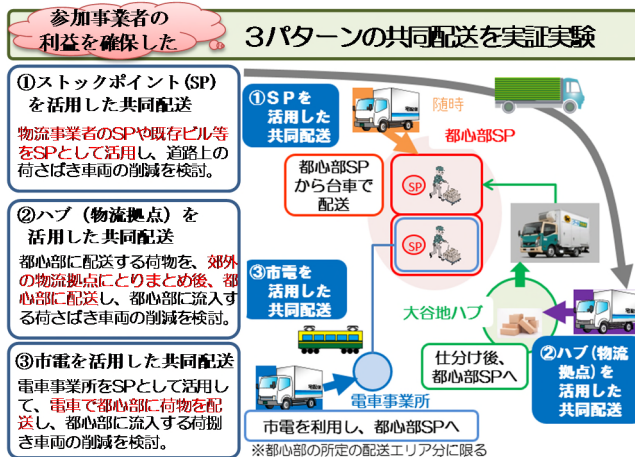 参加事業者の
利益を確保した
3パターンの共同配送を実証実験
①ストックポイント(SP)
を活用した共同配送
物流事業者のSPや既存ビル等
をSPとして活用し、道路上の
荷さばき車両の削減を検討。
②ハブ（物流拠点）を
活用した共同配送
都心部に配送する荷物を、郊外
の物流拠点にとりまとめ後、都
心部に配送し、都心部に流入す
る荷さばき車両の削減を検討。
③市電を活用した共同配送
電車事業所をSPとして活用し
て、電車で都心部に荷物を配
送し、都心部に流入する荷捌
き車両の削減を検討。
①ＳＰを
活用した
共同配送
随時
都心部SP
都心部SP
から台車で
配送
SP
SP
③市電を
活用した
共同配送
大谷地ハブ
仕分け後、
都心部SPへ
②ハブ(物流
拠点)を
活用した
共同配送
電車事業所
市電を利用し、都心部SPへ
※都心部の所定の配送エリア分に限る